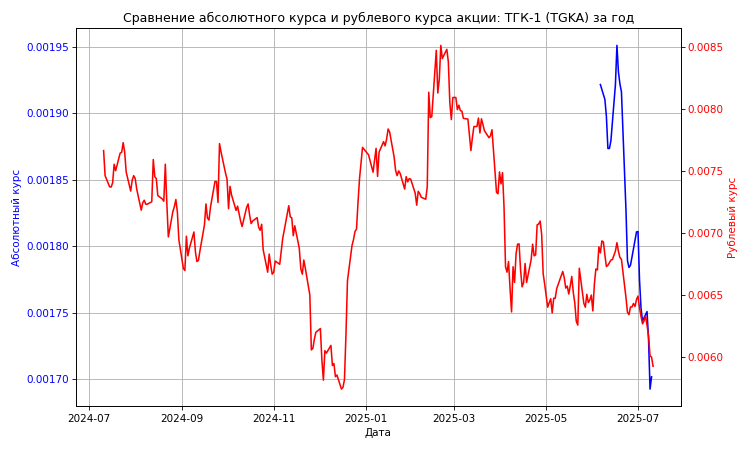 Сравнение абсолютного курса и рублевого курса акции: ТГК-1 (TGKA) за год
0.00195
0.00190
0.00185
0.00180
0.00175
0.00170
Абсолютный курс
0.0085
0.0080
0.0075
0.0070
0.0065
0.0060
Рублевый курс
2024-07 2024-09 2024-11 2025-01 2025-03 2025-05 2025-07
Дата